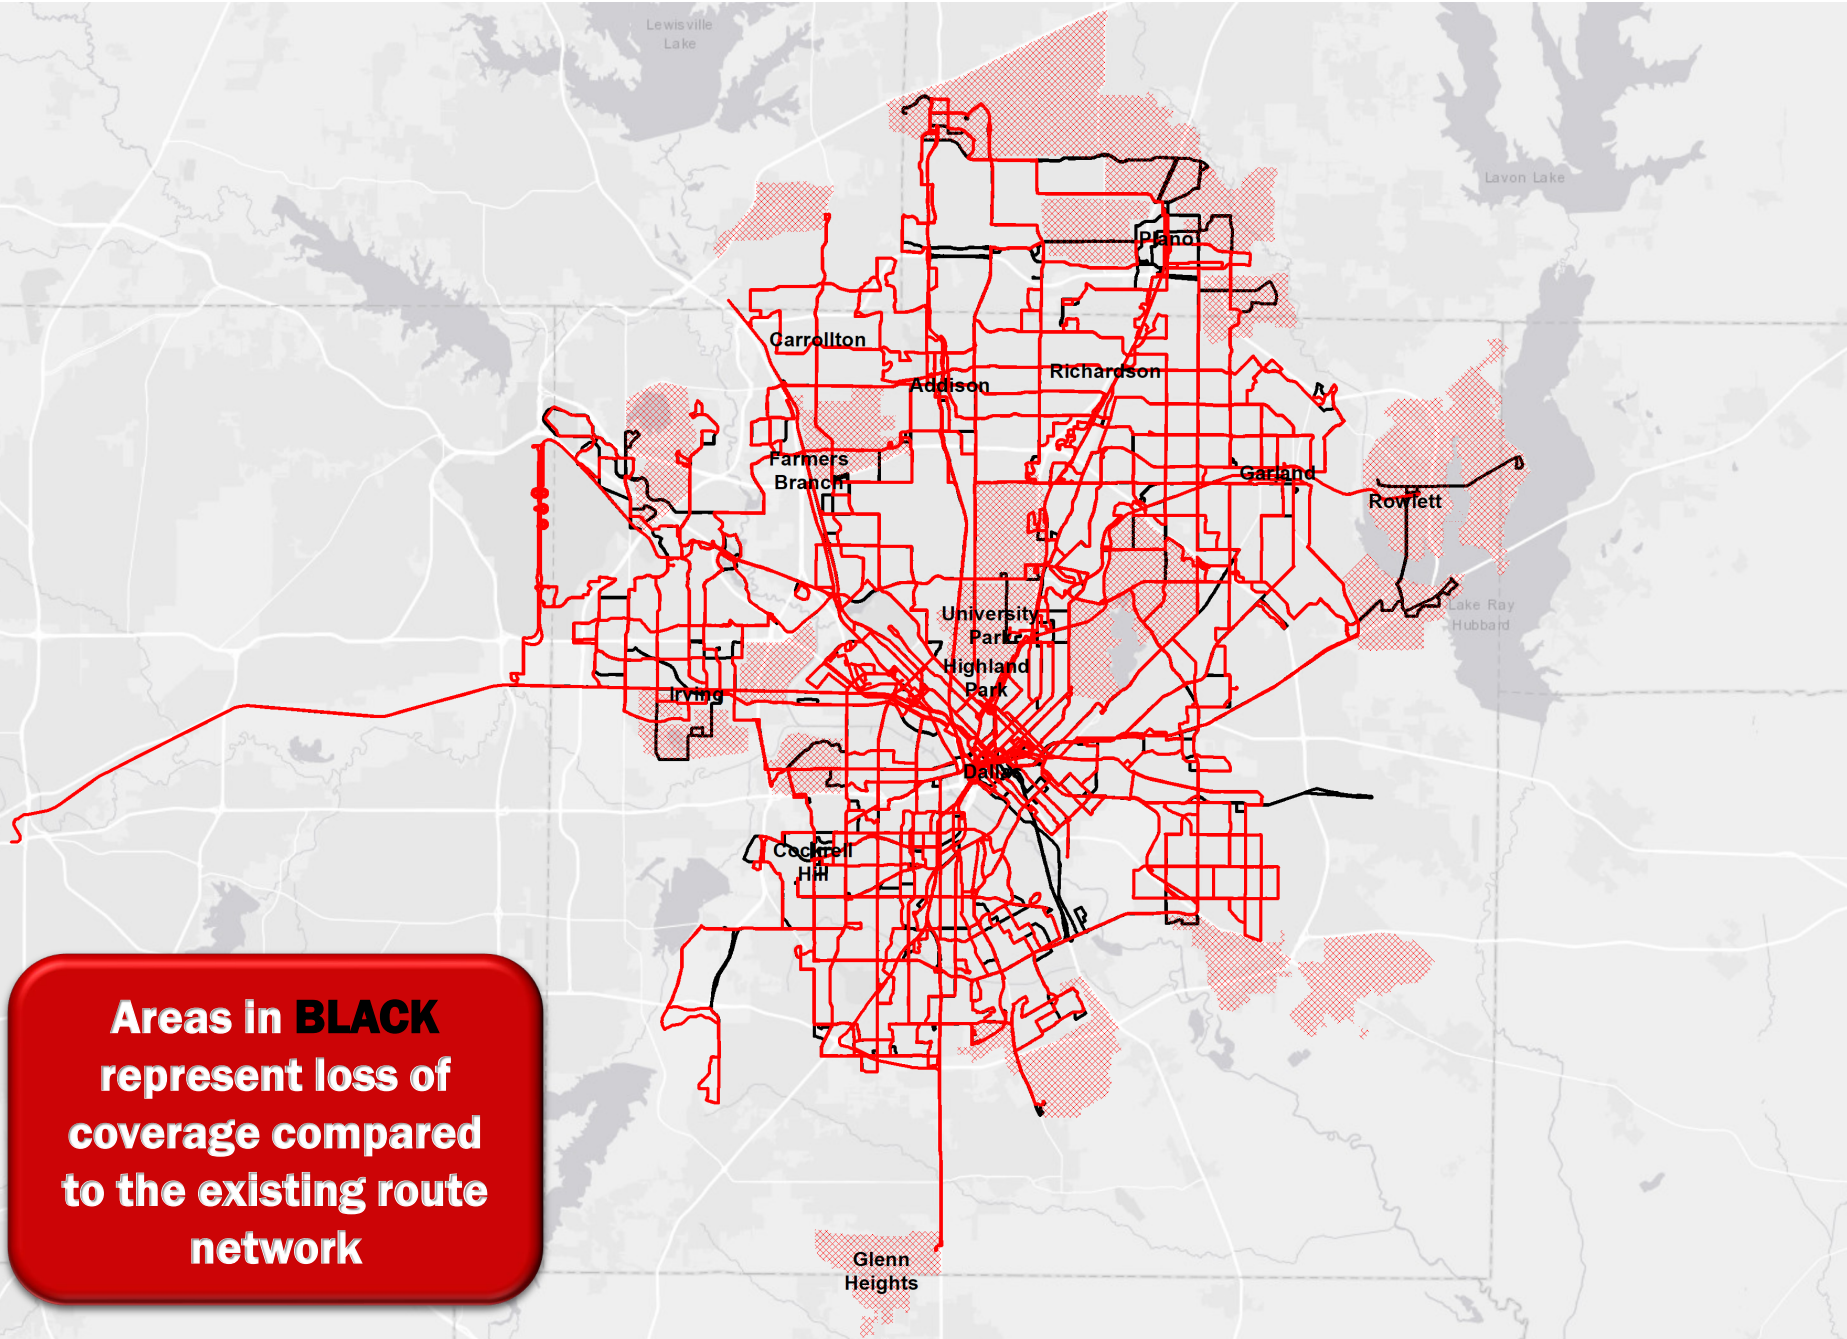 Lewisville
Lake
Lavon Lake
Plano
Carrollton
Addison
Richardson
Farmers
Branch
Garland
Rowlett
University
Park
Lake Ray
Hubbard
Highland
Park
Irving
Dallas
Cockrell
Hill
Areas in BLACK
represent loss of
coverage compared
to the existing route
network
Glenn
Heights